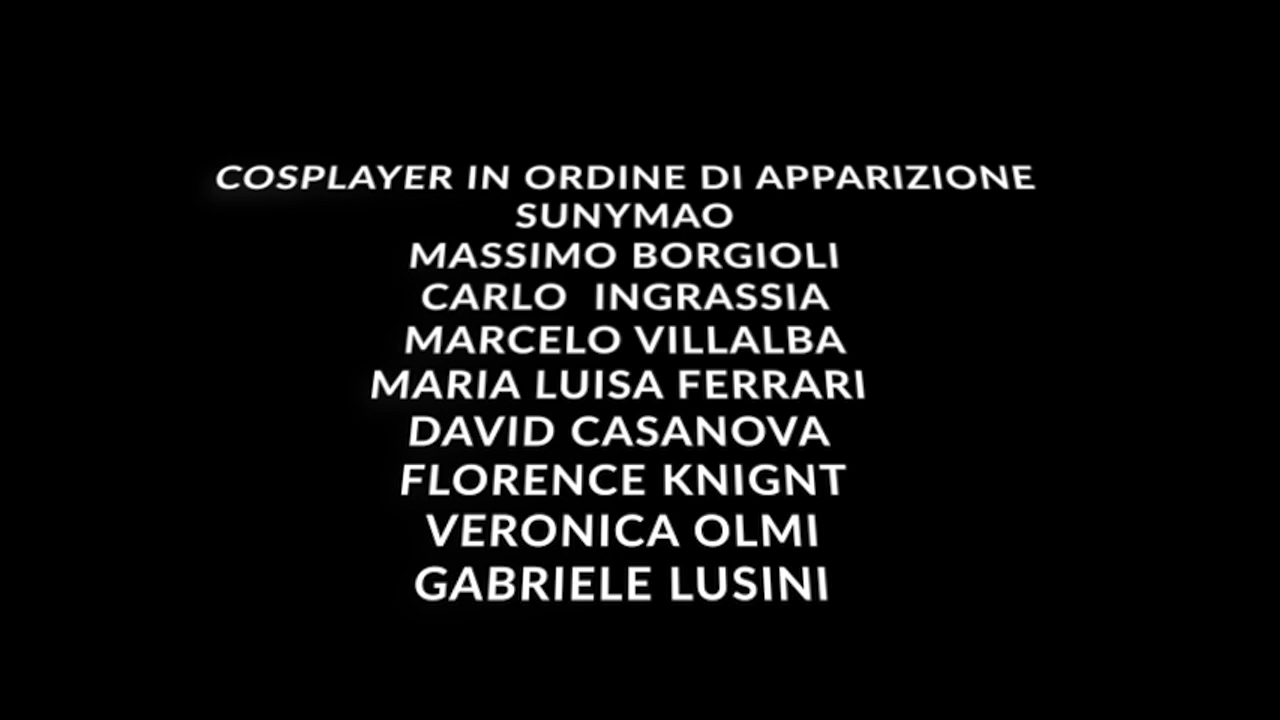 COSPLAYER IN ORDINE DI APPARIZIONE
SUNYMAO
MASSIMO BORGIOLI
CARLO  INGRASSIA
MARCELO VILLALBA
MARIA LUISA FERRARI
DAVID CASANOVA
FLORENCE KNIGNT
VERONICA OLMI
GABRIELE LUSINI